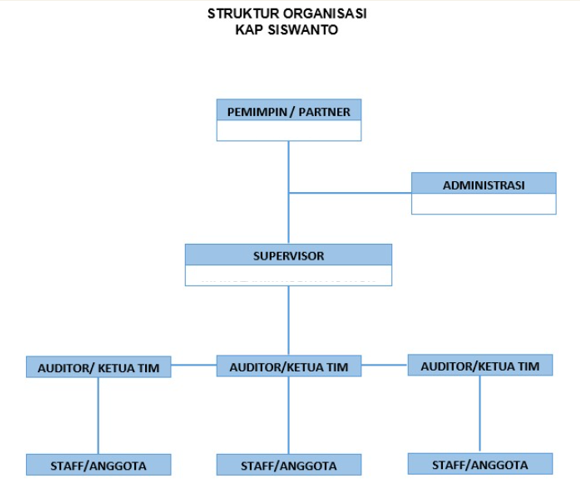 STRUKTUR ORGANISASI
KAP SISWANTO
PEMIMPIN / PARTNER
ADMINISTRASI
SUPERVISOR
AUDITOR/ KETUA TIM
AUDITOR/KETUA TIM
AUDITOR/KETUA TIM
STAFF/ANGGOTA
STAFF/ANGGOTA
STAFF/ANGGOTA